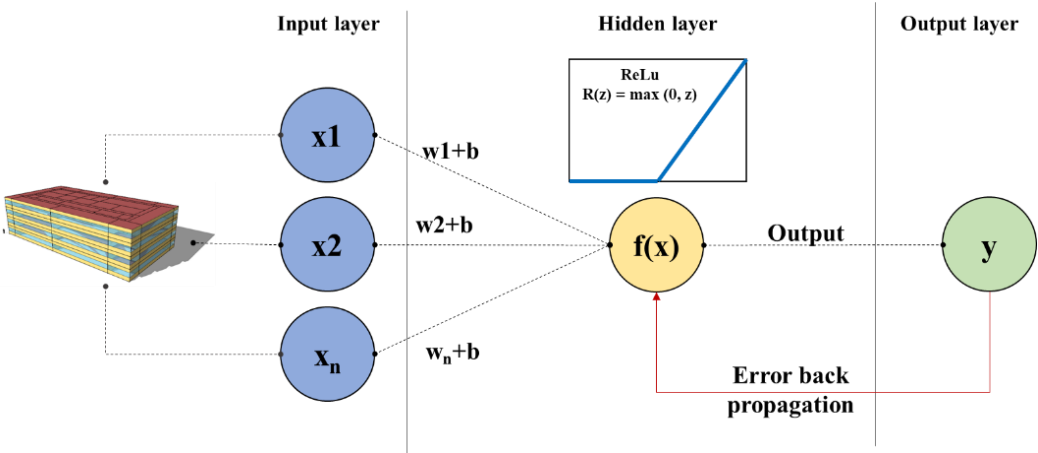 Input layer
Hidden layer
Output layer
ReLu
R(z) = max (0, z)
x1
w1+b
x2
w2+b
f(x)
Output
y
xn
wn+b
Error back
propagation